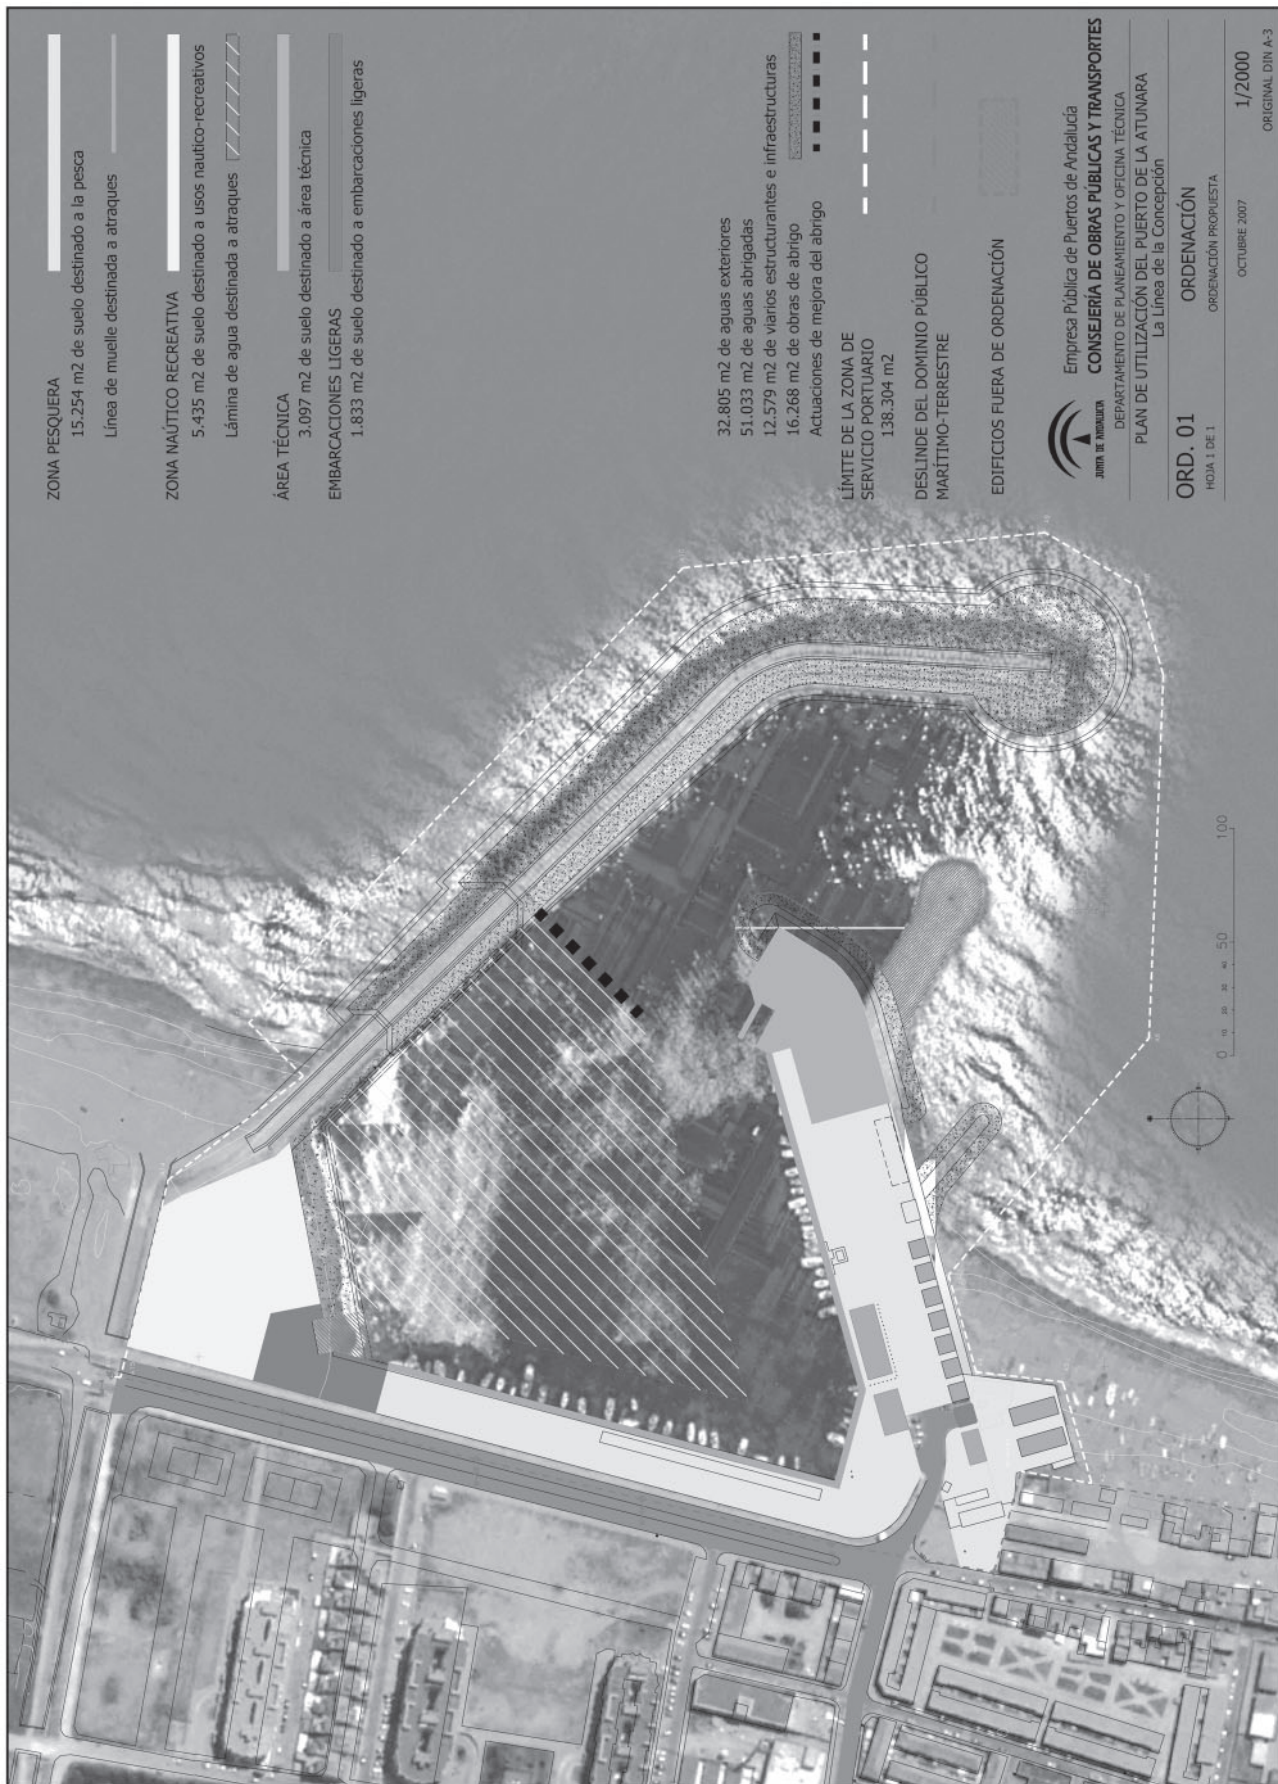 ZONA PESQUERA
15.254 m2 de suelo destinado a la pesca
Línea de muelle destinada a atraques
ZONA NAÚTICO RECREATIVA
5.435 m2 de suelo destinado a usos nautico-recreativos
Lámina de agua destinada a atraques
ÁREA TÉCNICA
3.097 m2 de suelo destinado a área técnica
EMBARCACIONES LIGERAS
1.833 m2 de suelo destinado a embarcaciones ligeras
32.805 m2 de aguas exteriores
51.033 m2 de aguas abrigadas
12.579 m2 de viarios estructurantes e infraestructuras
16.268 m2 de obras de abrigo
Actuaciones de mejora del abrigo
LÍMITE DE LA ZONA DE
SERVICIO PORTUARIO
138.304 m2
DESLINDE DEL DOMINIO PÚBLICO
MARÍTIMO-TERRESTRE
EDIFICIOS FUERA DE ORDENACIÓN
JUNTA DE ANDALUCIA
Empresa Pública de Puertos de Andalucía
CONSEJERÍA DE OBRAS PÚBLICAS Y TRANSPORTES
DEPARTAMENTO DE PLANEAMIENTO Y OFICINA TÉCNICA
PLAN DE UTILIZACIÓN DEL PUERTO DE LA ATUNARA
La Línea de la Concepción
ORD. 01
HOJA 1 DE 1
ORDENACIÓN
ORDENACIÓN PROPUESTA
OCTUBRE 2007
1/2000
ORIGINAL DIN A-3
0 10 20 30 40 50 100